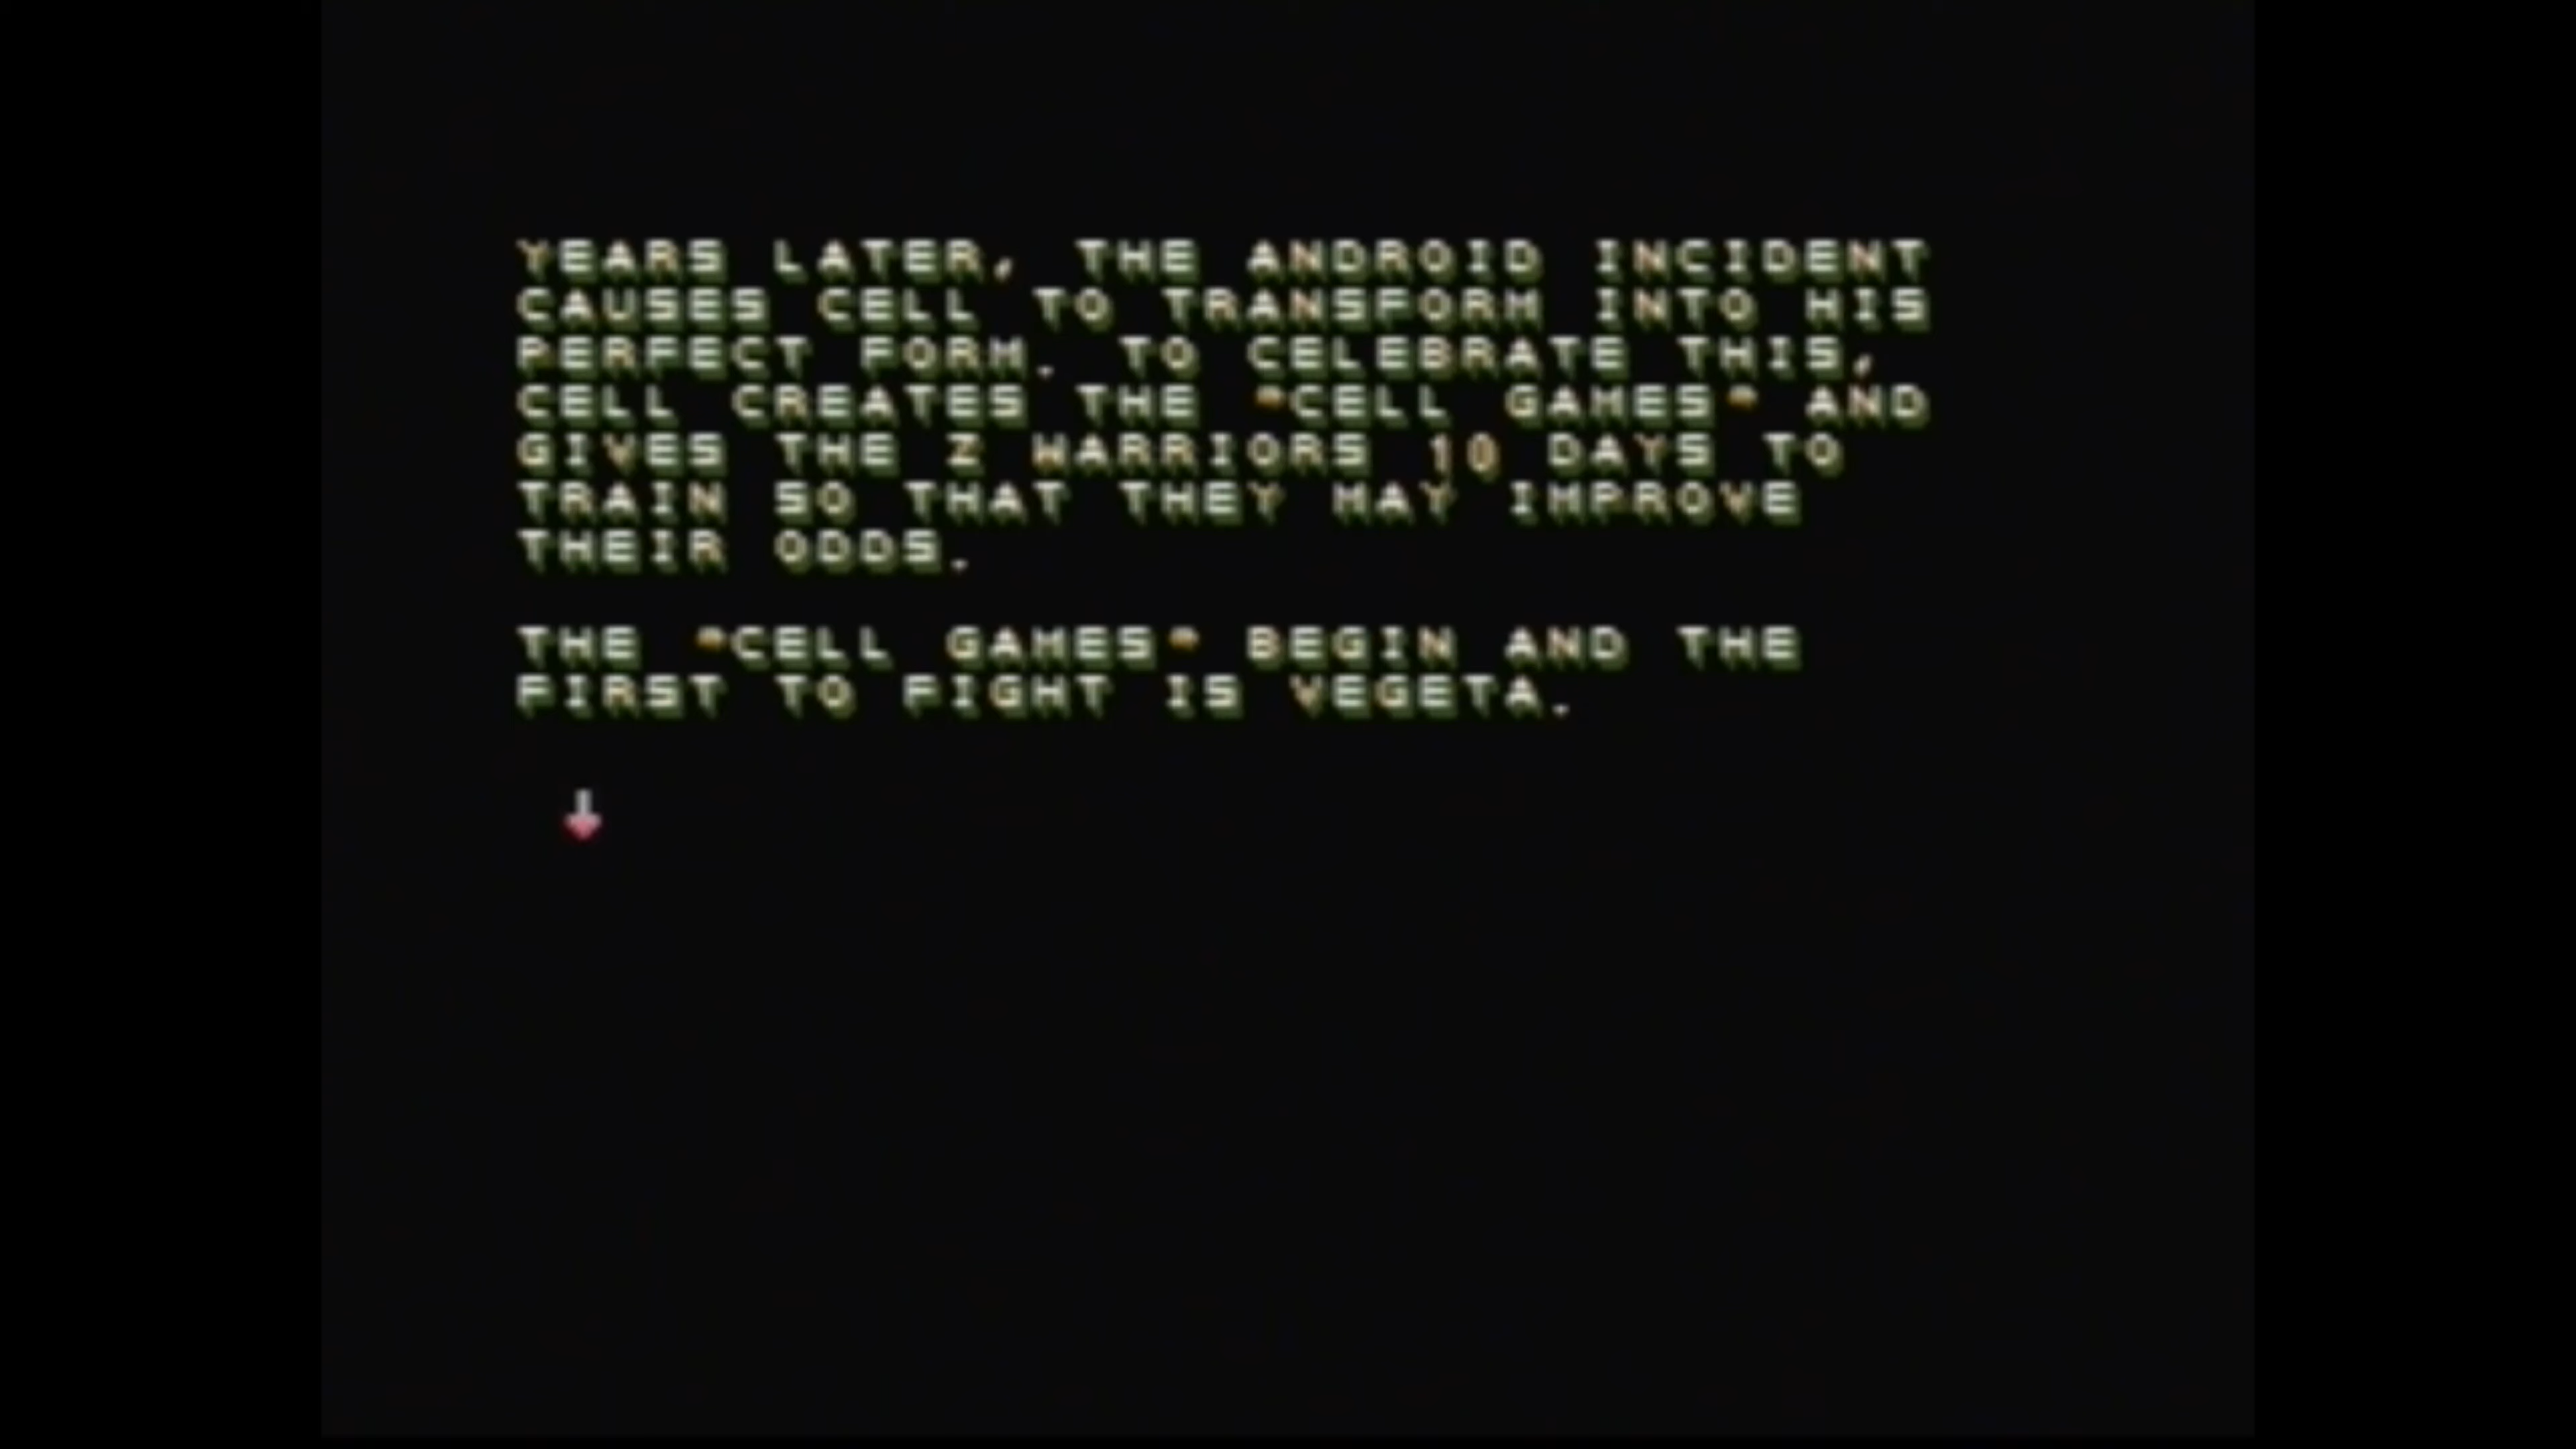 YEARS LATER, THE ANDROID INCIDENT
CAUSES CELL TO TRANSFORM INTO HIS
PERFECT FORM. TO CELEBRATE THIS,
CELL CREATES THE "CELL GAMES" AND
GIVES THE Z WARRIORS 10 DAYS TO
TRAIN SO THAT THEY MAY IMPROVE
THEIR ODDS.
THE "CELL GAMES" BEGIN AND THE
FIRST TO FIGHT IS VEGETA.